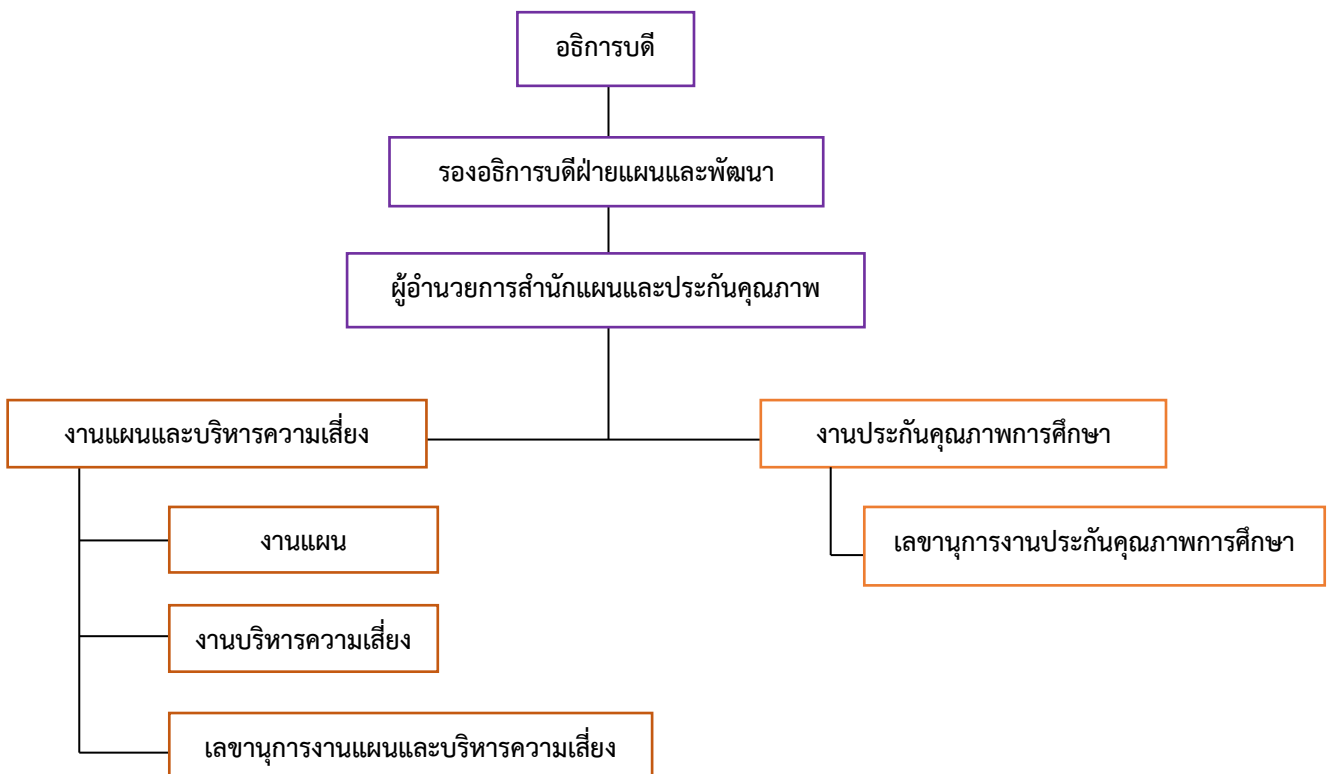 อธิการบดี
รองอธิการบดีฝ่ายแผนและพัฒนา
ผู้อำนวยการสำนักแผนและประกันคุณภาพ
งานแผนและบริหารความเสี่ยง
งานประกันคุณภาพการศึกษา
งานแผน
เลขานุการงานประกันคุณภาพการศึกษา
งานบริหารความเสี่ยง
เลขานุการงานแผนและบริหารความเสี่ยง